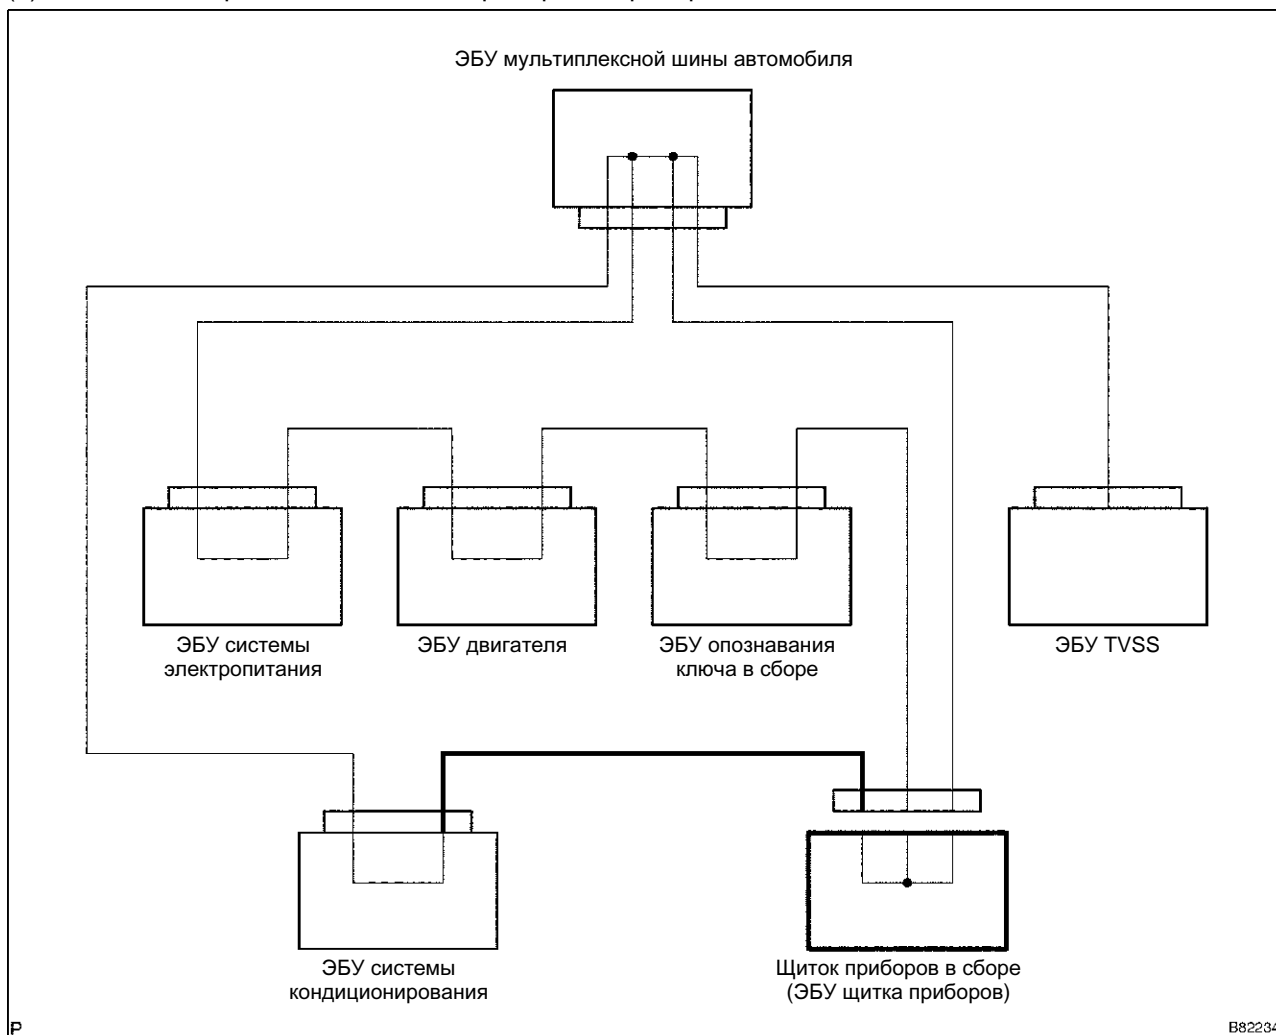 ЭБУ мультиплексной шины автомобиля
ЭБУ системы
электропитания
ЭБУ двигателя
ЭБУ опознавания
ключа в сборе
ЭБУ TVSS
ЭБУ системы
кондиционирования
Щиток приборов в сборе
(ЭБУ щитка приборов)
P
B82234